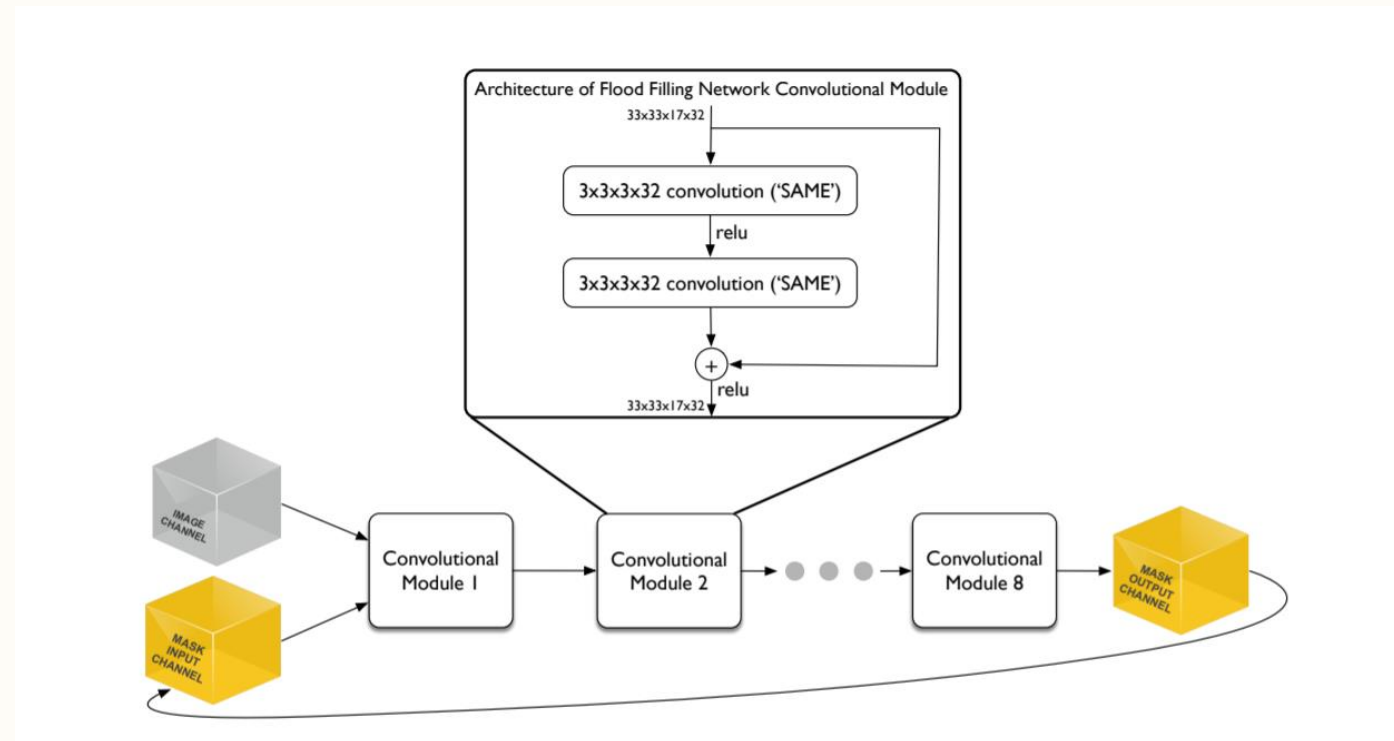 Architecture of Flood Filling Network Convolutional Module
33x33x17x32
3x3x3x32 convolution ('SAME')
relu
3x3x3x32 convolution ('SAME')
+
relu
33x33x17x32
IMAGE
CHANNEL
MASK
INPUT
CHANNEL
Convolutional
Module 1
Convolutional
Module 2
Convolutional
Module 8
MASK
OUTPUT
CHANNEL